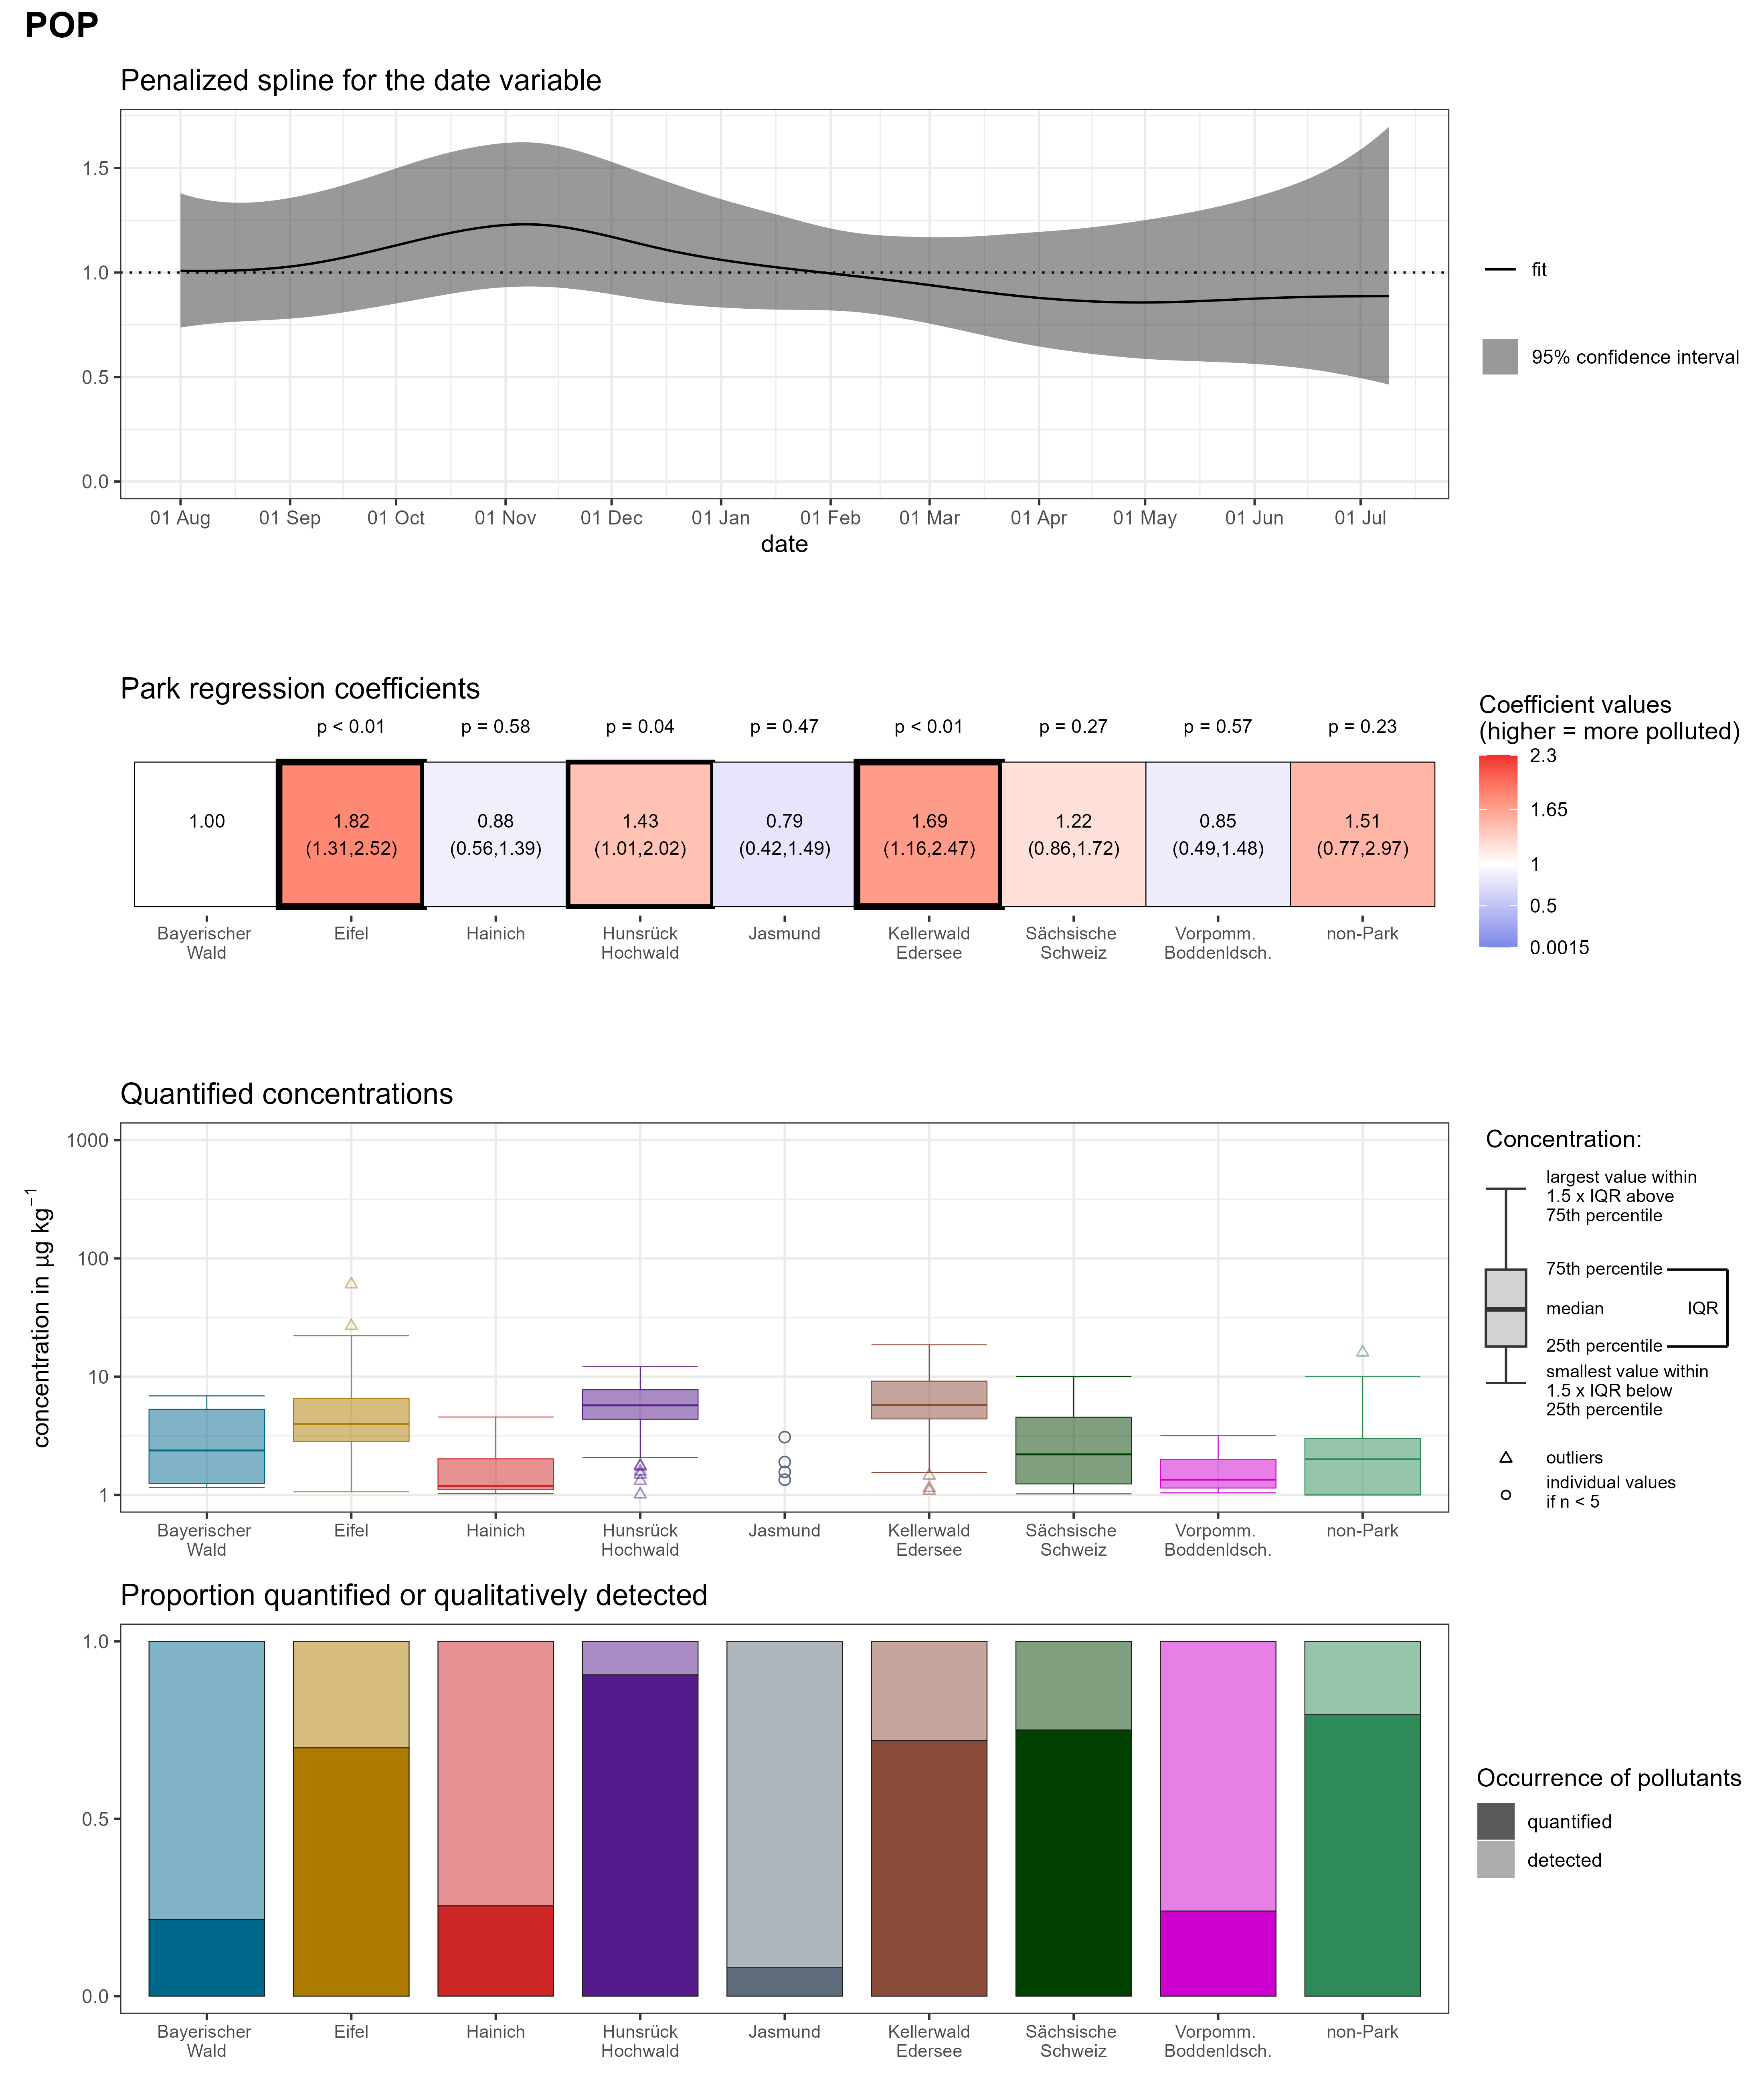 POP
Penalized spline for the date variable
1.5
1.0
0.5
0.0
01 Aug 01 Sep 01 Oct 01 Nov 01 Dec 01 Jan 01 Feb 01 Mar 01 Apr 01 May 01 Jun 01 Jul
date
fit
95% confidence interval
Park regression coefficients
p < 0.01 p = 0.58 p = 0.04 p = 0.47 p < 0.01 p = 0.27 p = 0.57 p = 0.23
1.00 1.82 0.88 1.43 0.79 1.69 1.22 0.85 1.51
(1.31,2.52) (0.56,1.39) (1.01,2.02) (0.42,1.49) (1.16,2.47) (0.86,1.72) (0.49,1.48) (0.77,2.97)
Bayerischer Eifel Hainich Hunsrück Jasmund Kellerwald Sächsische Vorpomm. non-Park
Wald Hochwald Edersee Schweiz Boddenldsch.
Coefficient values
(higher = more polluted)
2.3
1.65
1
0.5
0.0015
Quantified concentrations
concentration in µg kg⁻¹
1000
100
10
1
Bayerischer Eifel Hainich Hunsrück Jasmund Kellerwald Sächsische Vorpomm. non-Park
Wald Hochwald Edersee Schweiz Boddenldsch.
Concentration:
largest value within
1.5 x IQR above
75th percentile
75th percentile
median IQR
25th percentile
smallest value within
1.5 x IQR below
25th percentile
outliers
individual values
if n < 5
Proportion quantified or qualitatively detected
1.0
0.5
0.0
Bayerischer Eifel Hainich Hunsrück Jasmund Kellerwald Sächsische Vorpomm. non-Park
Wald Hochwald Edersee Schweiz Boddenldsch.
Occurrence of pollutants
quantified
detected